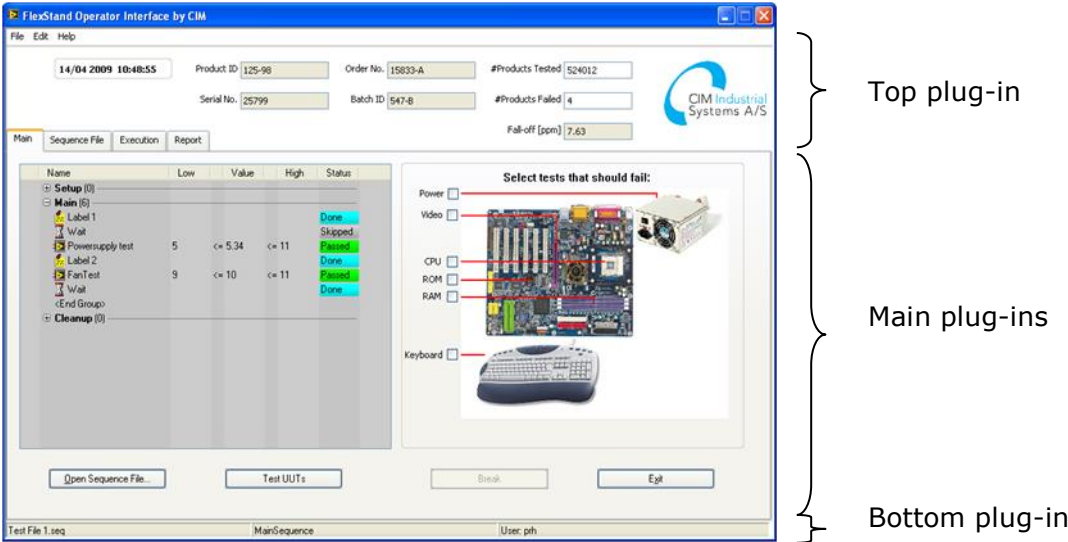 FlexStand Operator Interface by CIM
File Edit Help
14/04 2009 10:48:55 Product ID 125-98 Order No. 15833-A #Products Tested 524012
Serial No. 25799 Batch ID 547-B #Products Failed 4
Fall-off [ppm] 7.63
CIM Industrial
Systems A/S
Top plug-in
Main Sequence File Execution Report
Name Low Value High Status
Setup (0)
Main (6)
Label 1 Done
Wait Skipped
Powersupply test 5 <= 5.34 <= 11 Passed
Label 2 Done
FanTest 9 <= 10 <= 11 Passed
Wait Done
<End Group>
Cleanup (0)
Select tests that should fail:
Power
Video
CPU
ROM
RAM
Keyboard
Main plug-ins
Open Sequence File... Test UUTs Break Exit
Test File 1.seq MainSequence User: prh
Bottom plug-in